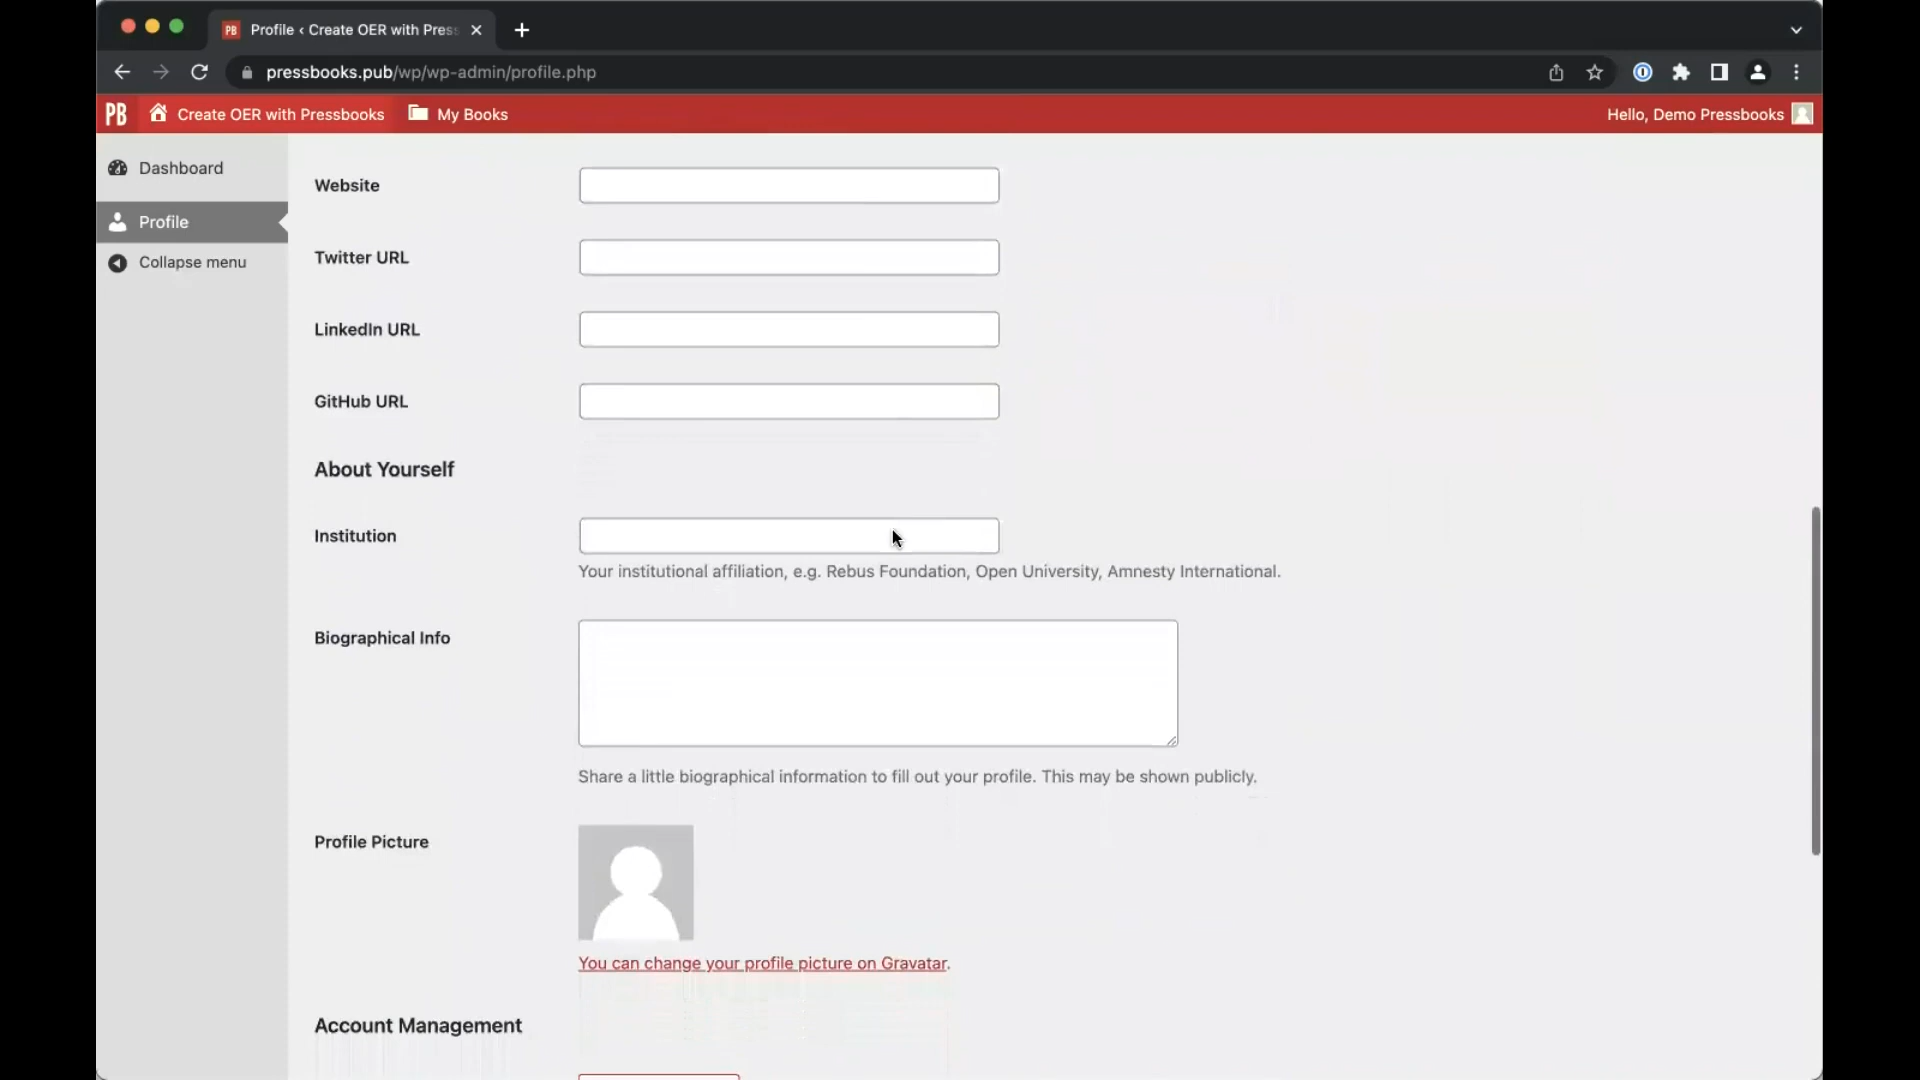 PB Profile ‹ Create OER with Press
pressbooks.pub/wp/wp-admin/profile.php
PB Create OER with Pressbooks My Books Hello, Demo Pressbooks
Dashboard
Profile
Collapse menu
Website
Twitter URL
LinkedIn URL
GitHub URL
About Yourself
Institution
Your institutional affiliation, e.g. Rebus Foundation, Open University, Amnesty International.
Biographical Info
Share a little biographical information to fill out your profile. This may be shown publicly.
Profile Picture
You can change your profile picture on Gravatar.
Account Management